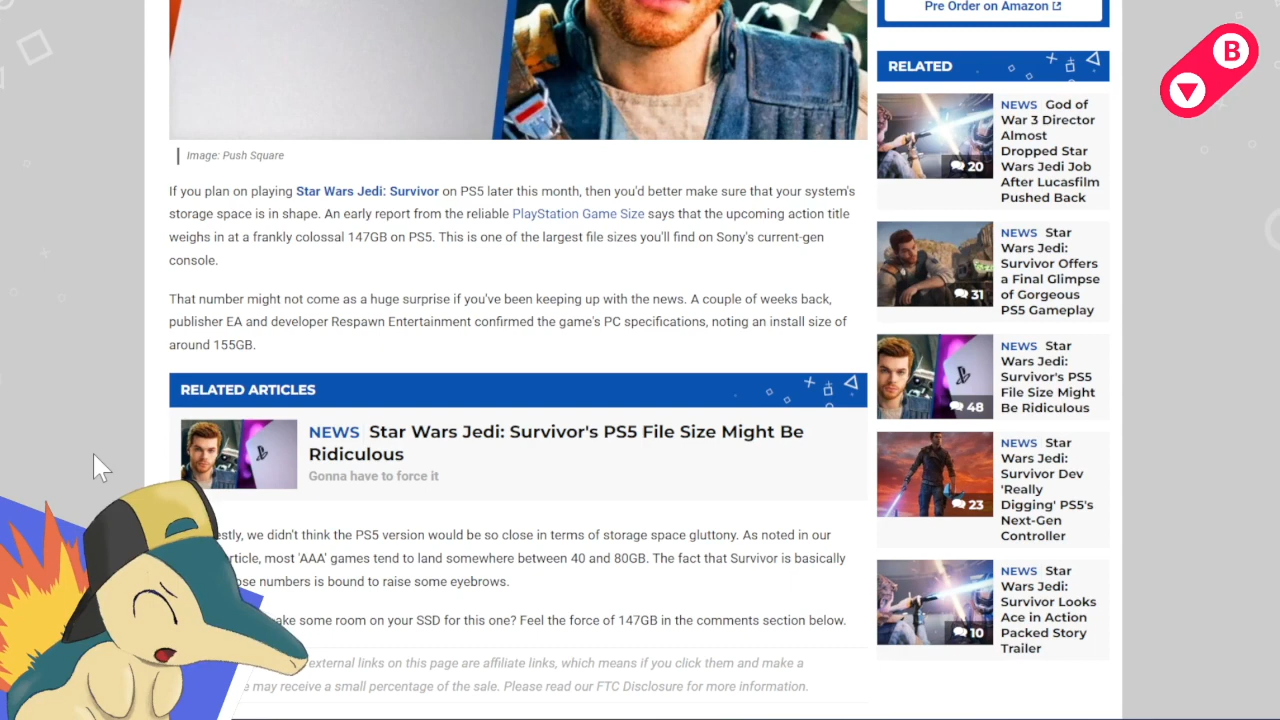 Pre Order on Amazon
B
RELATED
NEWS God of
War 3 Director
Almost
Dropped Star
Wars Jedi Job
After Lucasfilm
Pushed Back
20
Image: Push Square
If you plan on playing Star Wars Jedi: Survivor on PS5 later this month, then you'd better make sure that your system's
storage space is in shape. An early report from the reliable PlayStation Game Size says that the upcoming action title
weighs in at a frankly colossal 147GB on PS5. This is one of the largest file sizes you'll find on Sony's current-gen
console.
That number might not come as a huge surprise if you've been keeping up with the news. A couple of weeks back,
publisher EA and developer Respawn Entertainment confirmed the game's PC specifications, noting an install size of
around 155GB.
RELATED ARTICLES
NEWS Star Wars Jedi: Survivor's PS5 File Size Might Be
Ridiculous
Gonna have to force it
estly, we didn't think the PS5 version would be so close in terms of storage space gluttony. As noted in our
article, most 'AAA' games tend to land somewhere between 40 and 80GB. The fact that Survivor is basically
ose numbers is bound to raise some eyebrows.
ake some room on your SSD for this one? Feel the force of 147GB in the comments section below.
external links on this page are affiliate links, which means if you click them and make a
e may receive a small percentage of the sale. Please read our FTC Disclosure for more information.
NEWS Star
Wars Jedi:
Survivor Offers
a Final Glimpse
of Gorgeous
PS5 Gameplay
31
NEWS Star
Wars Jedi:
Survivor's PS5
File Size Might
Be Ridiculous
48
NEWS Star
Wars Jedi:
Survivor Dev
'Really
Digging' PS5's
Next-Gen
Controller
23
NEWS Star
Wars Jedi:
Survivor Looks
Ace in Action
Packed Story
Trailer
10